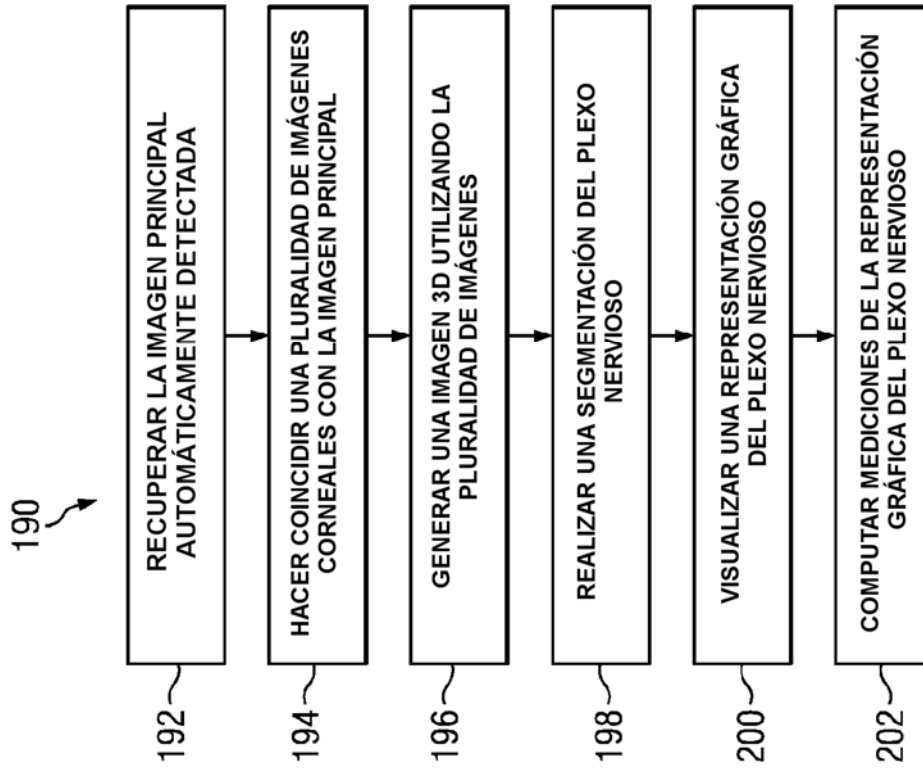 190
192
RECUPERAR LA IMAGEN PRINCIPAL
AUTOMÁTICAMENTE DETECTADA
194
HACER COINCIDIR UNA PLURALIDAD DE IMÁGENES
CORNEALES CON LA IMAGEN PRINCIPAL
196
GENERAR UNA IMAGEN 3D UTILIZANDO LA
PLURALIDAD DE IMÁGENES
198
REALIZAR UNA SEGMENTACIÓN DEL PLEXO
NERVIOSO
200
VISUALIZAR UNA REPRESENTACIÓN GRÁFICA
DEL PLEXO NERVIOSO
202
COMPUTAR MEDICIONES DE LA REPRESENTACIÓN
GRÁFICA DEL PLEXO NERVIOSO